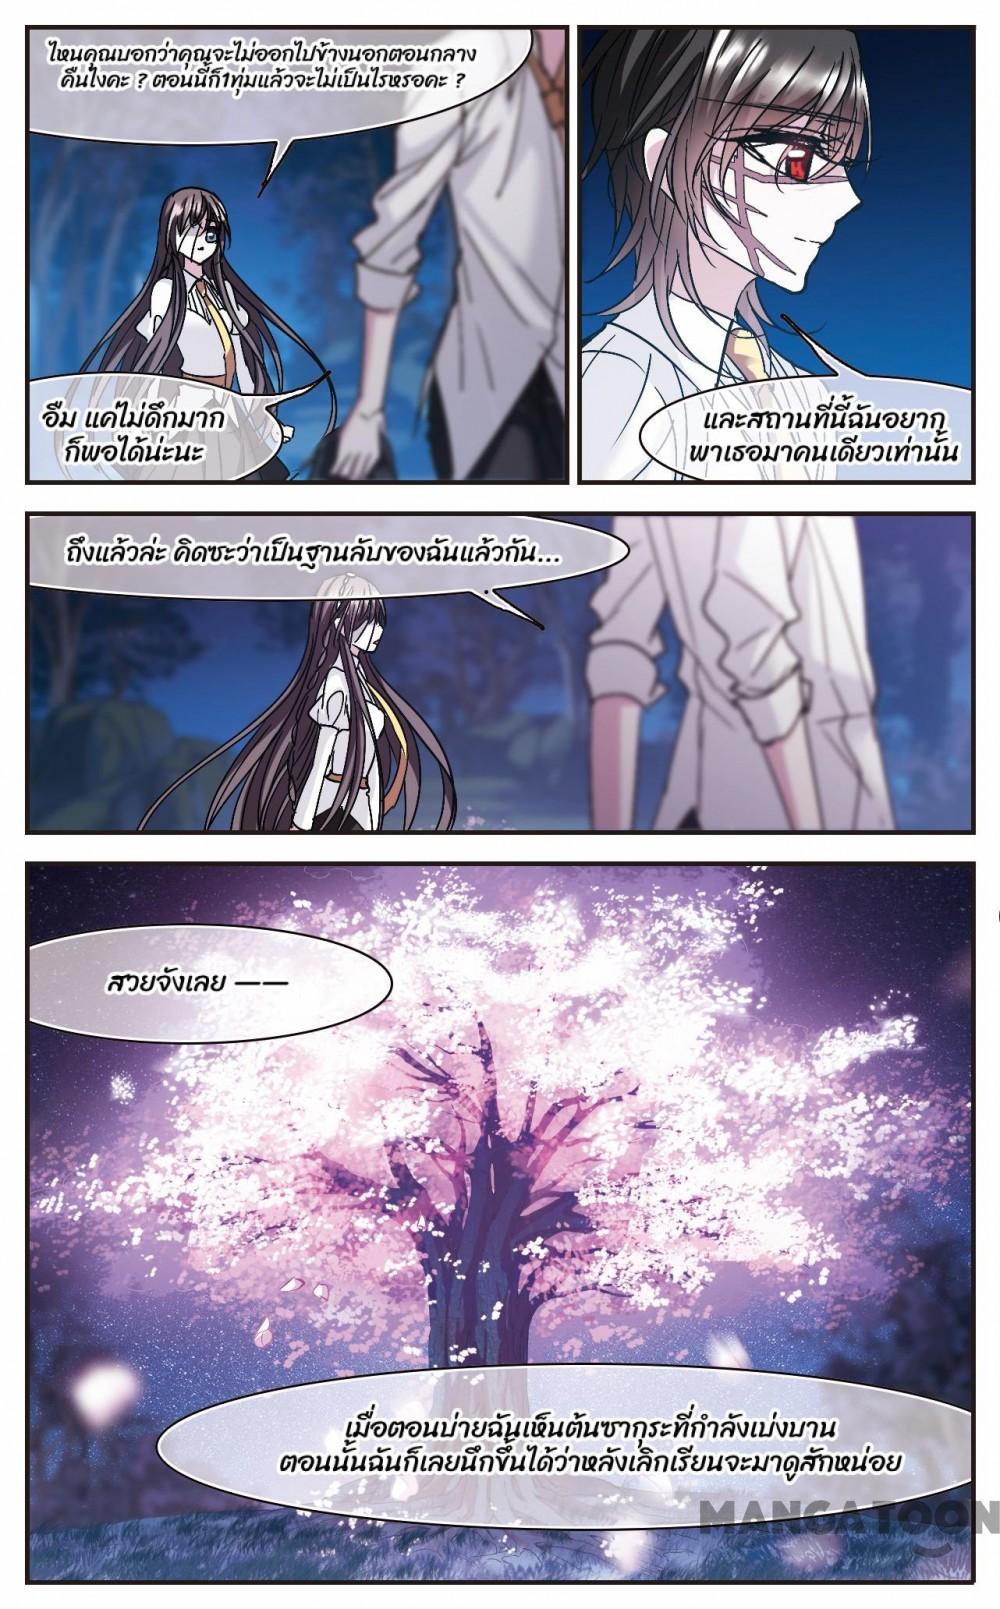 ไหนคุณบอกว่าคุณจะไม่ออกไปข้างนอกตอนกลาง
คืนไงคะ ? ตอนนี้ก็1ทุ่มแล้วจะไม่เป็นไรหรอคะ ?
อืม แค่ไม่ดึกมาก
ก็พอได้น่ะนะ
และสถานที่นี้ฉันอยาก
พาเธอมาคนเดียวเท่านั้น
ถึงแล้วล่ะ คิดซะว่าเป็นฐานลับของฉันแล้วกัน...
สวยจังเลย ——
เมื่อตอนบ่ายฉันเห็นต้นซากุระที่กำลังเบ่งบาน
ตอนนั้นฉันก็เลยนึกขึ้นได้ว่าหลังเลิกเรียนจะมาดูสักหน่อย
MANGATOON